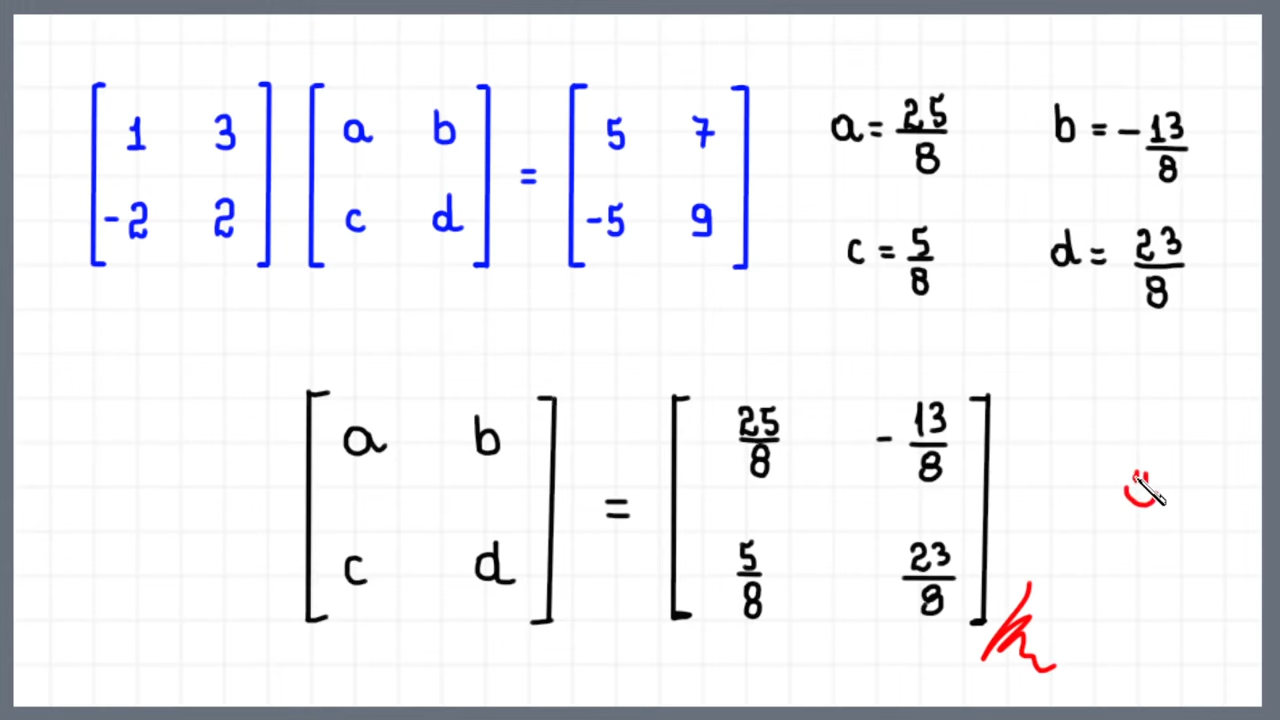 [ 1 3 ] [ a b ] = [ 5 7 ]
[ -2 2 ] [ c d ] [ -5 9 ]
a = 25/8 b = - 13/8
c = 5/8 d = 23/8
[ a b ] = [ 25/8 - 13/8 ]
[ c d ] [ 5/8 23/8 ]